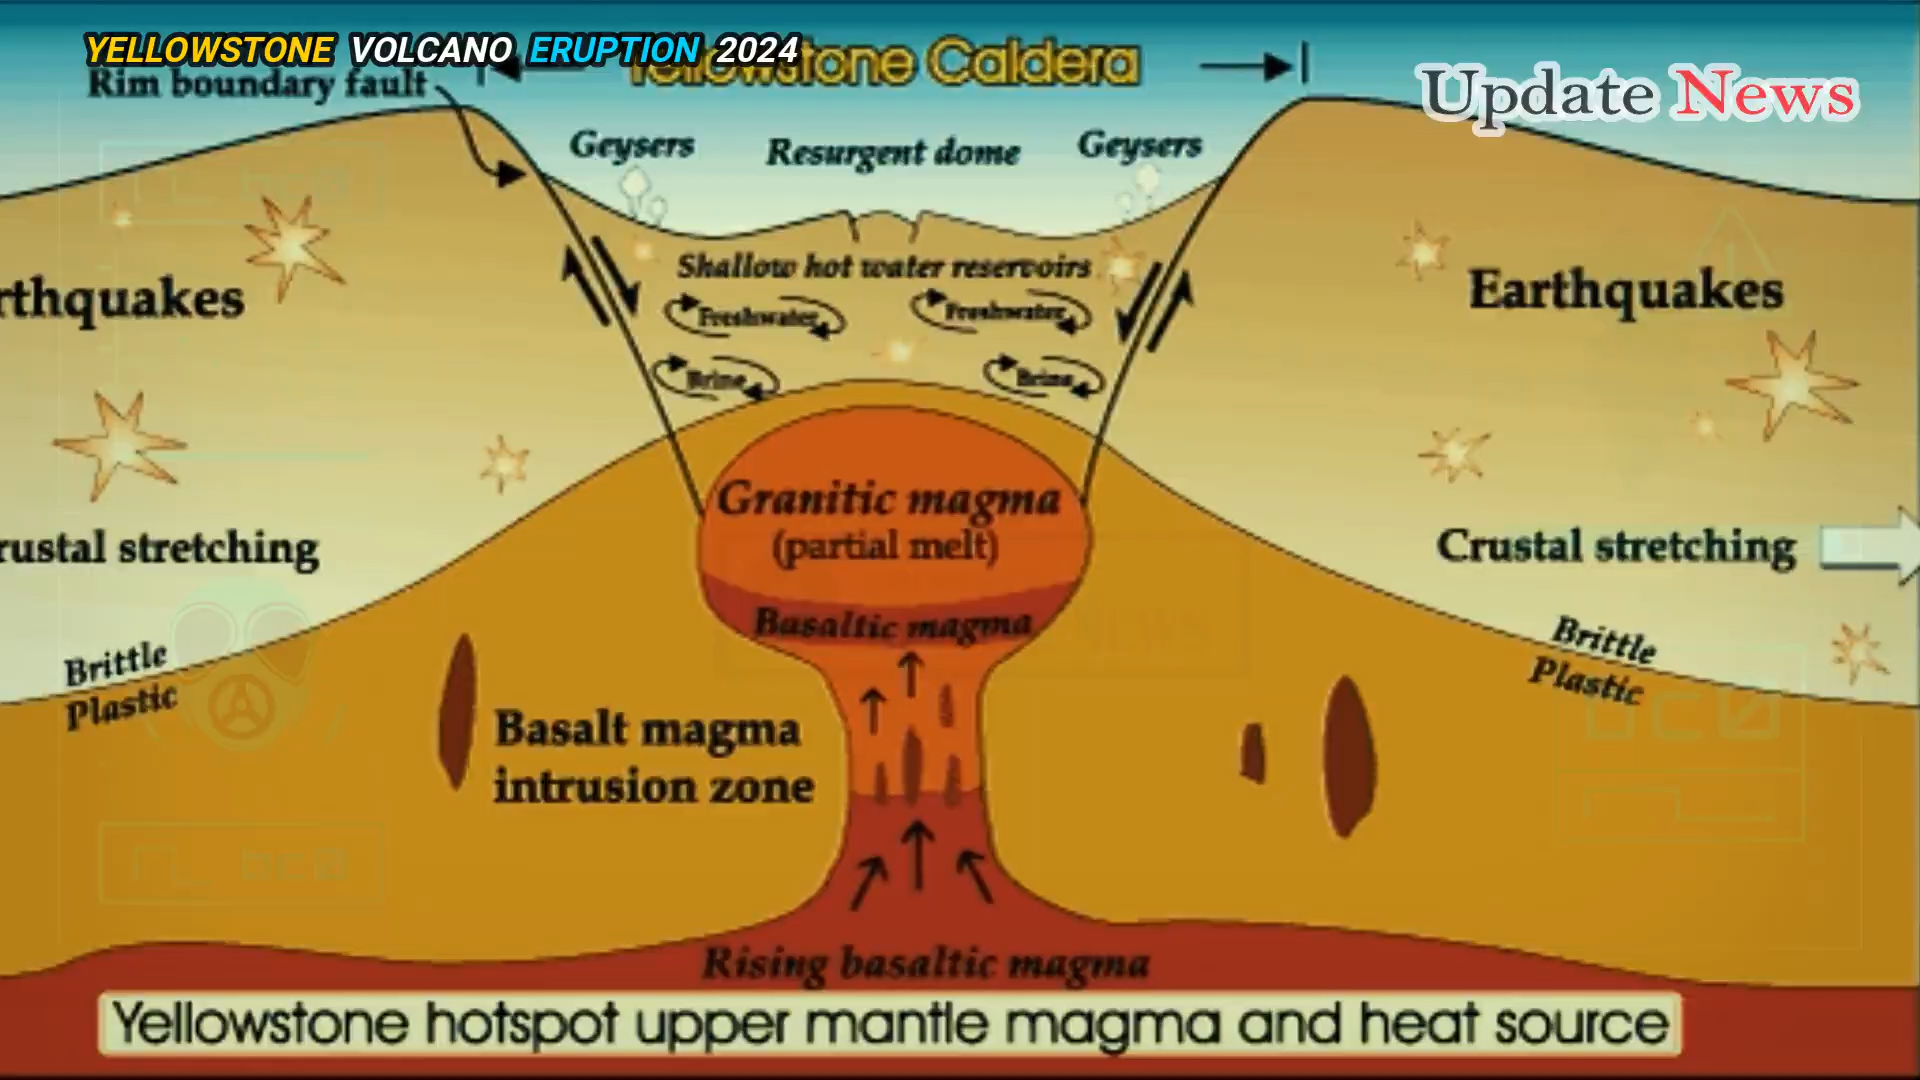 YELLOWSTONE VOLCANO ERUPTION 2024
Yellowstone Caldera
Update News
Rim boundary fault
Geysers
Resurgent dome
Geysers
Shallow hot water reservoirs
Freshwater
Freshwater
Brine
Brine
rthquakes
Earthquakes
Granitic magma
(partial melt)
rustal stretching
Crustal stretching
Basaltic magma
Brittle
Plastic
Brittle
Plastic
Basalt magma
intrusion zone
Rising basaltic magma
Yellowstone hotspot upper mantle magma and heat source